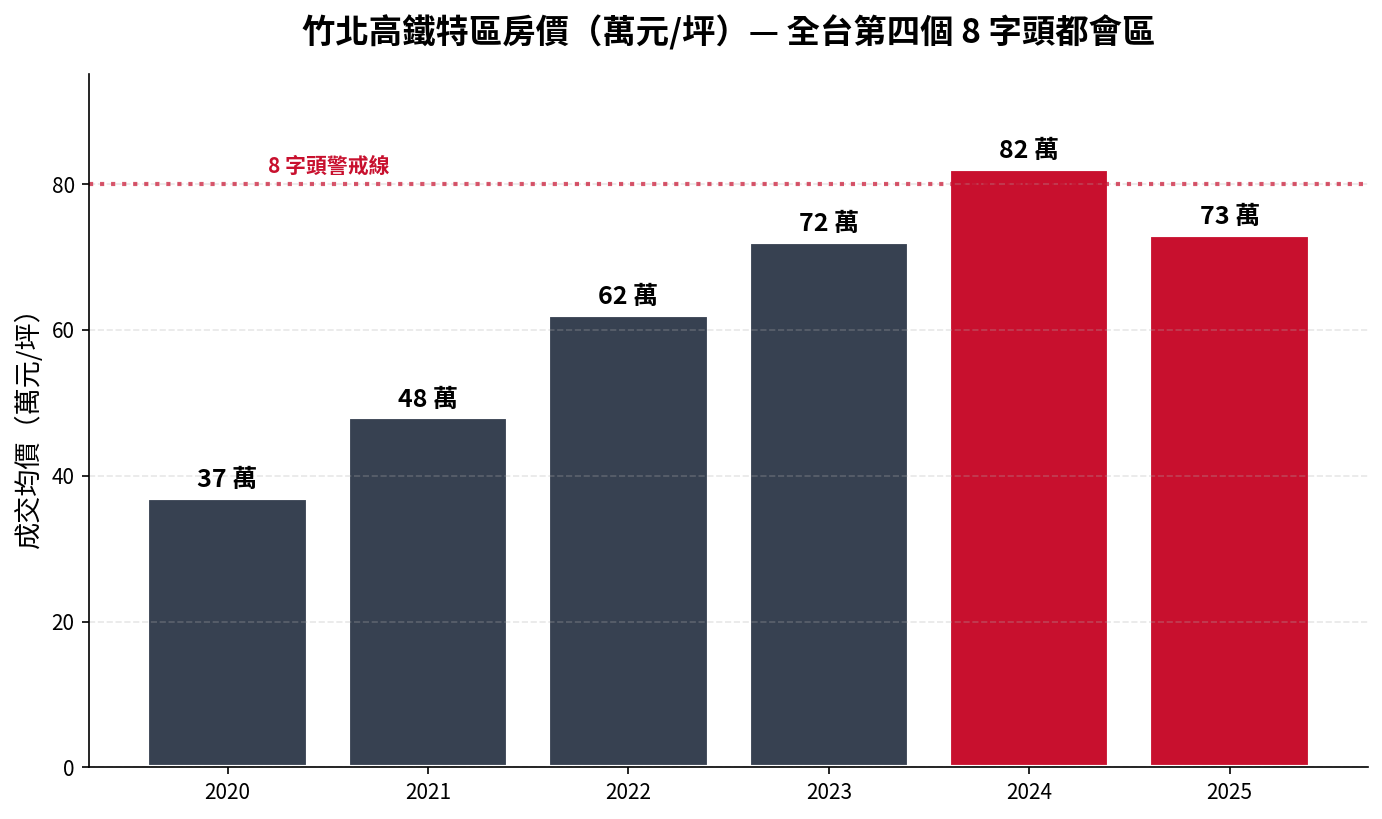 竹北高鐵特區房價（萬元/坪）— 全台第四個 8 字頭都會區
成交均價（萬元/坪）
80
60
40
20
0
8 字頭警戒線
37 萬
48 萬
62 萬
72 萬
82 萬
73 萬
2020
2021
2022
2023
2024
2025